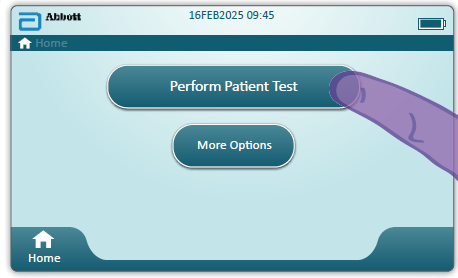 Abbott
16FEB2025 09:45
Home
Perform Patient Test
More Options
Home